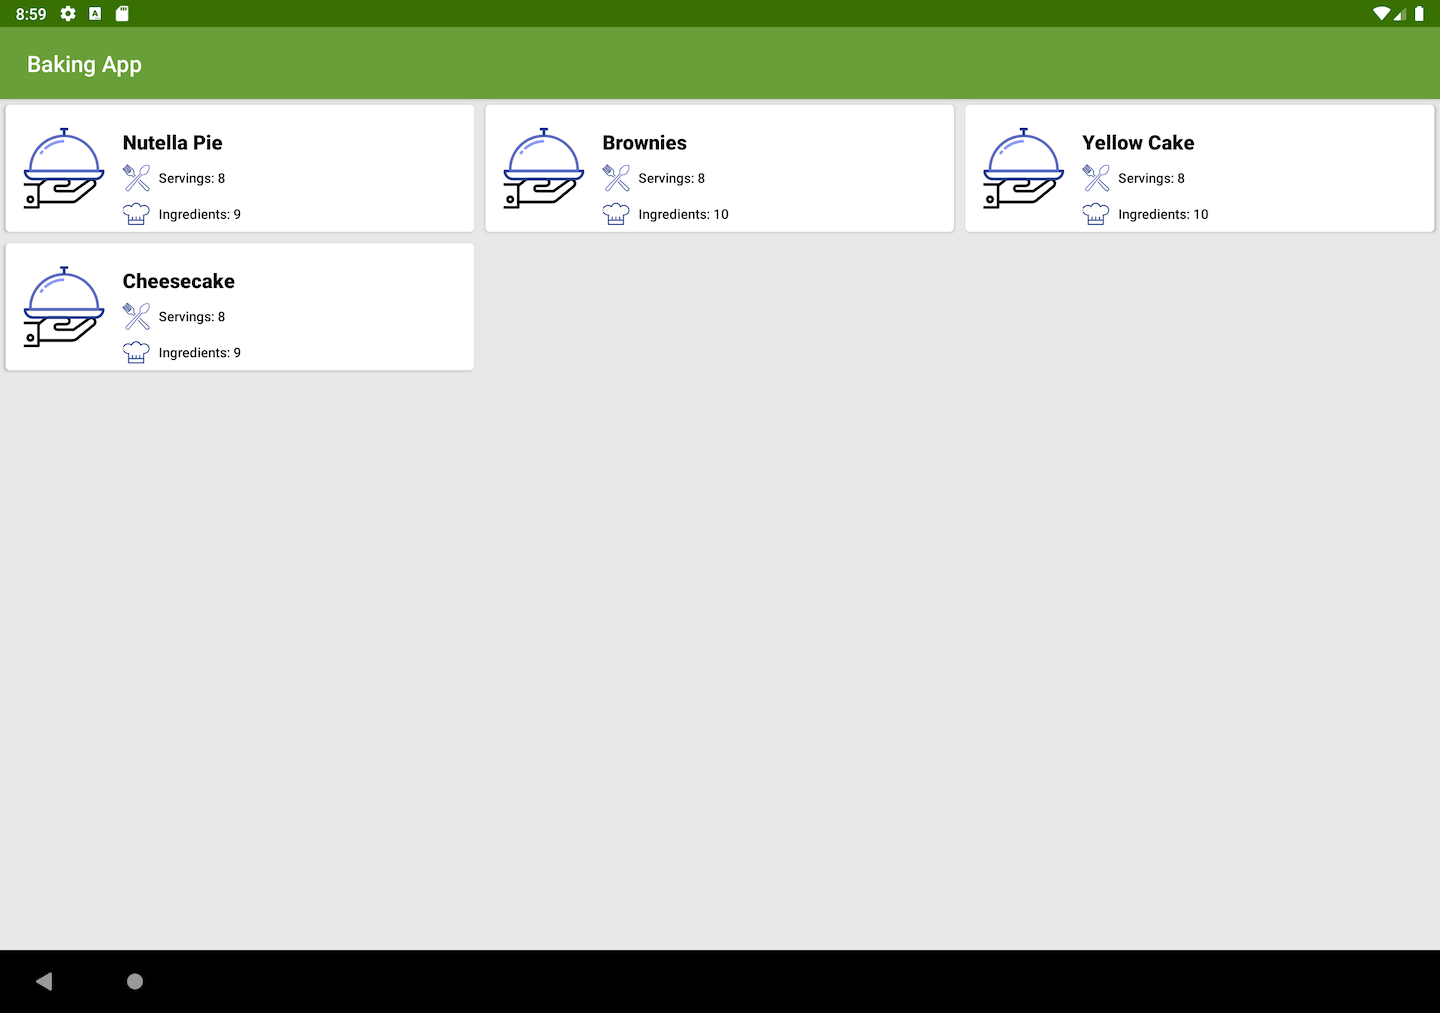 8:59
Baking App
Nutella Pie
Servings: 8
Ingredients: 9
Brownies
Servings: 8
Ingredients: 10
Yellow Cake
Servings: 8
Ingredients: 10
Cheesecake
Servings: 8
Ingredients: 9